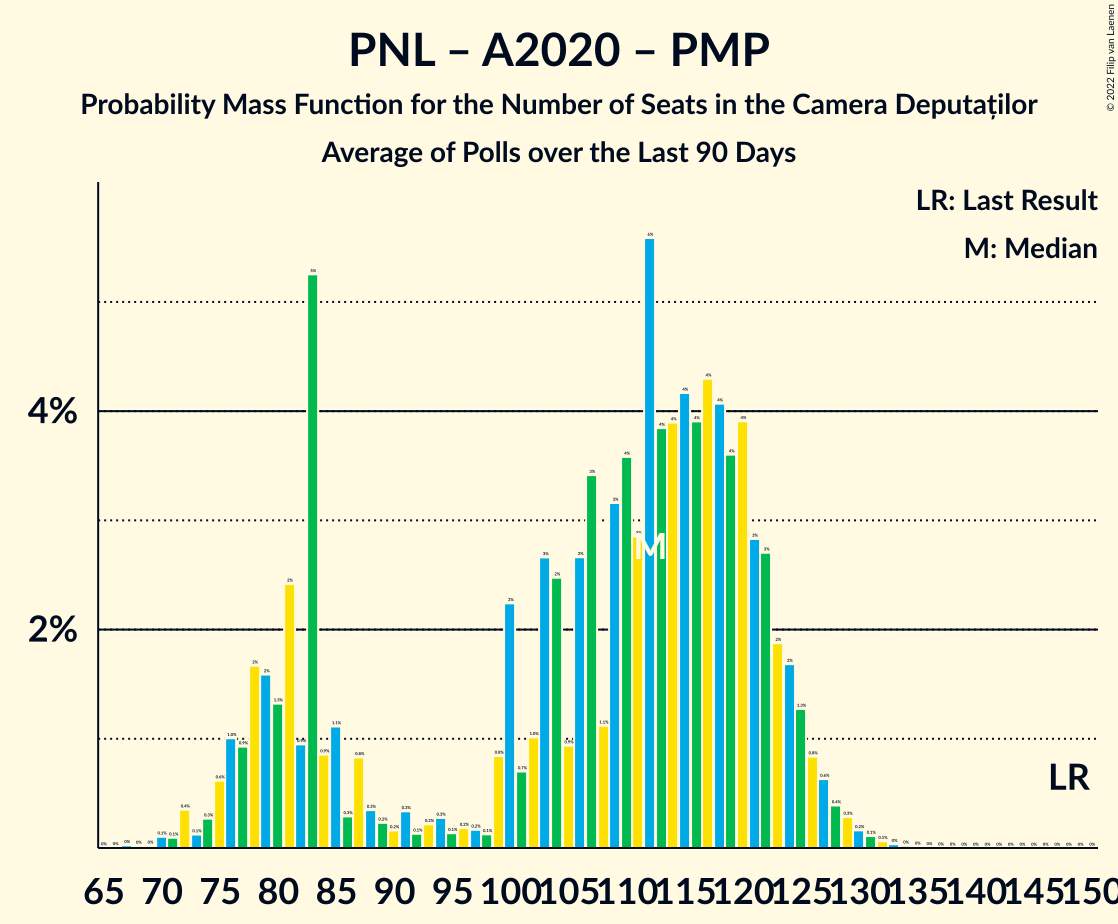 PNL – A2020 – PMP
Probability Mass Function for the Number of Seats in the Camera Deputaților
Average of Polls over the Last 90 Days
© 2022 Filip van Laenen
LR: Last Result
M: Median
4%
2%
M
LR
65 70 75 80 85 90 95 100 105 110 115 120 125 130 135 140 145 150